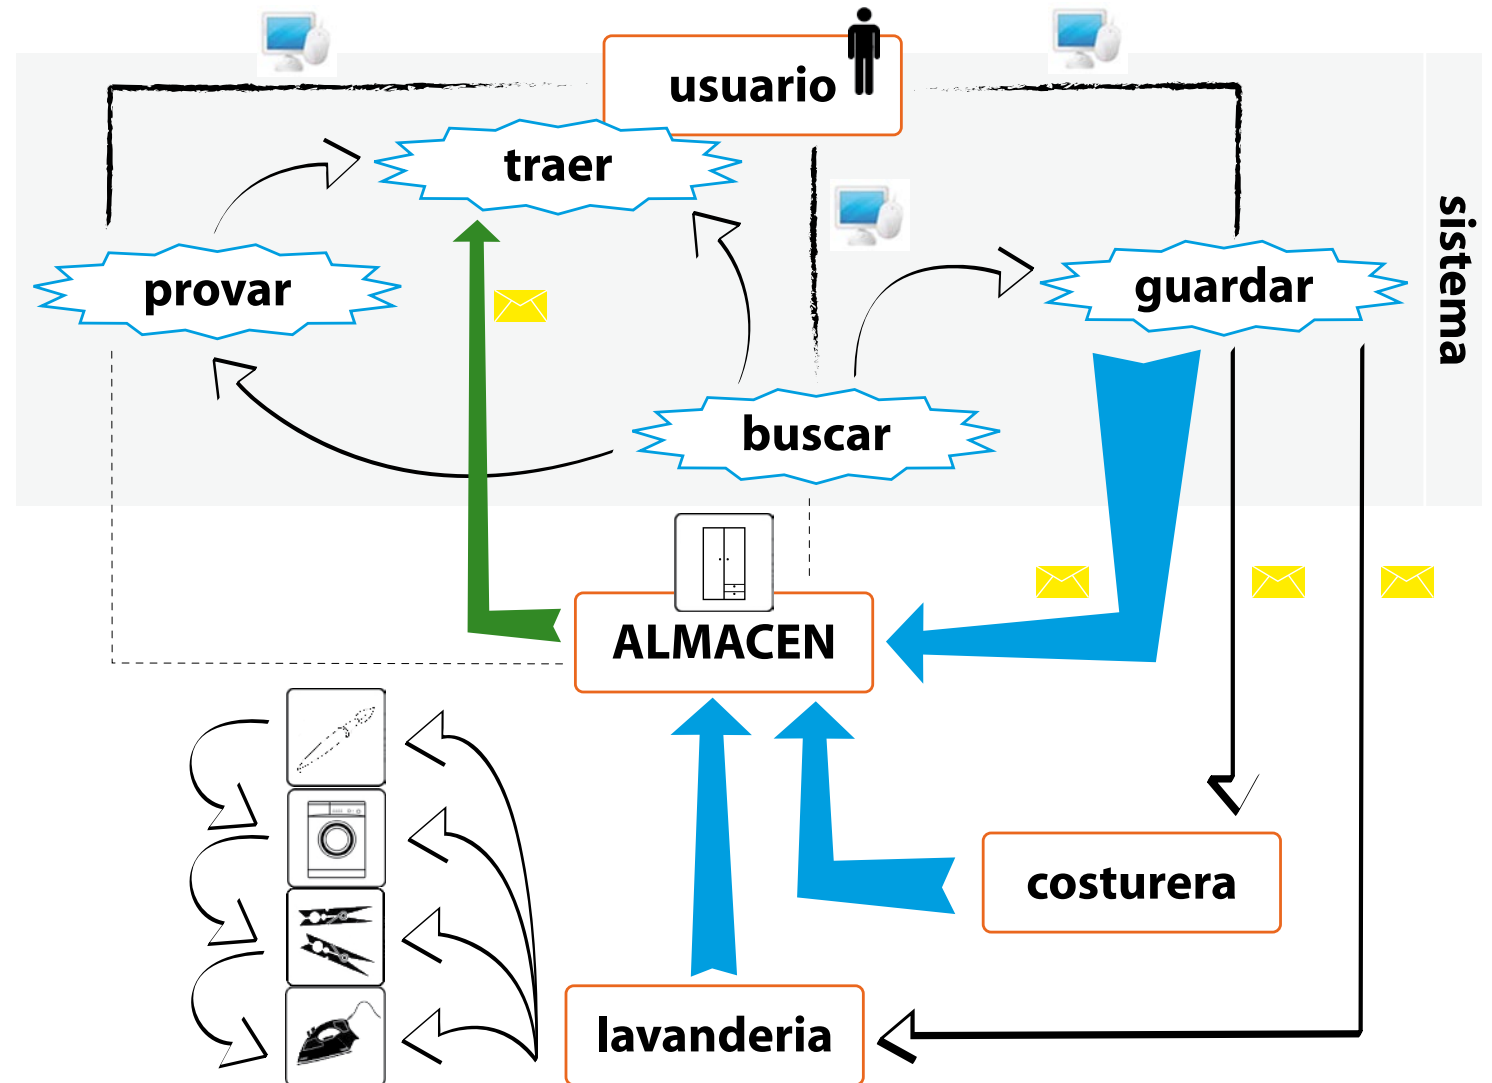 usuario
traer
provar
guardar
sistema
buscar
ALMACEN
costurera
lavanderia